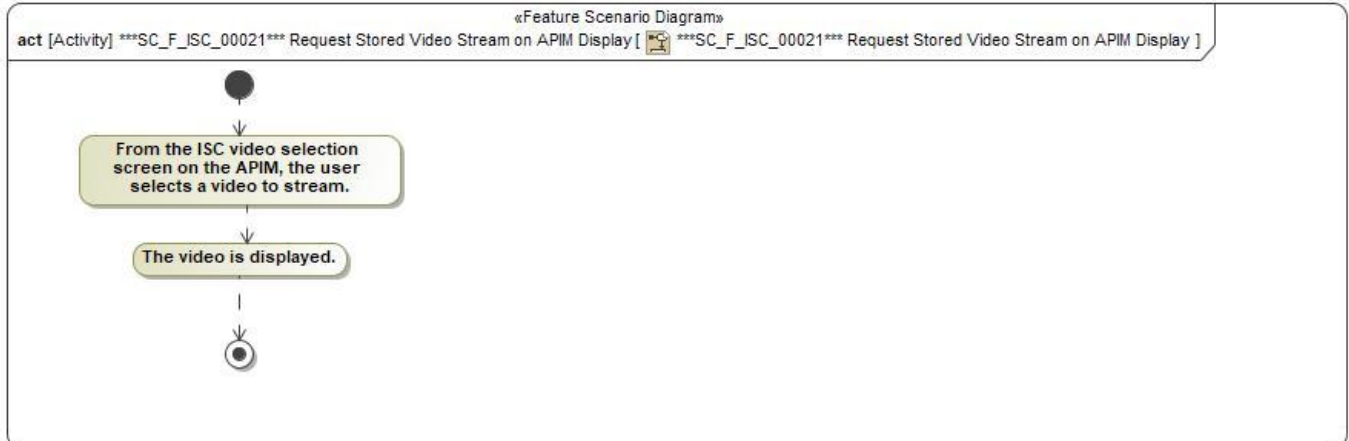 «Feature Scenario Diagram»
act [Activity] ***SC_F_ISC_00021*** Request Stored Video Stream on APIM Display [ ***SC_F_ISC_00021*** Request Stored Video Stream on APIM Display ]
From the ISC video selection
screen on the APIM, the user
selects a video to stream.
The video is displayed.